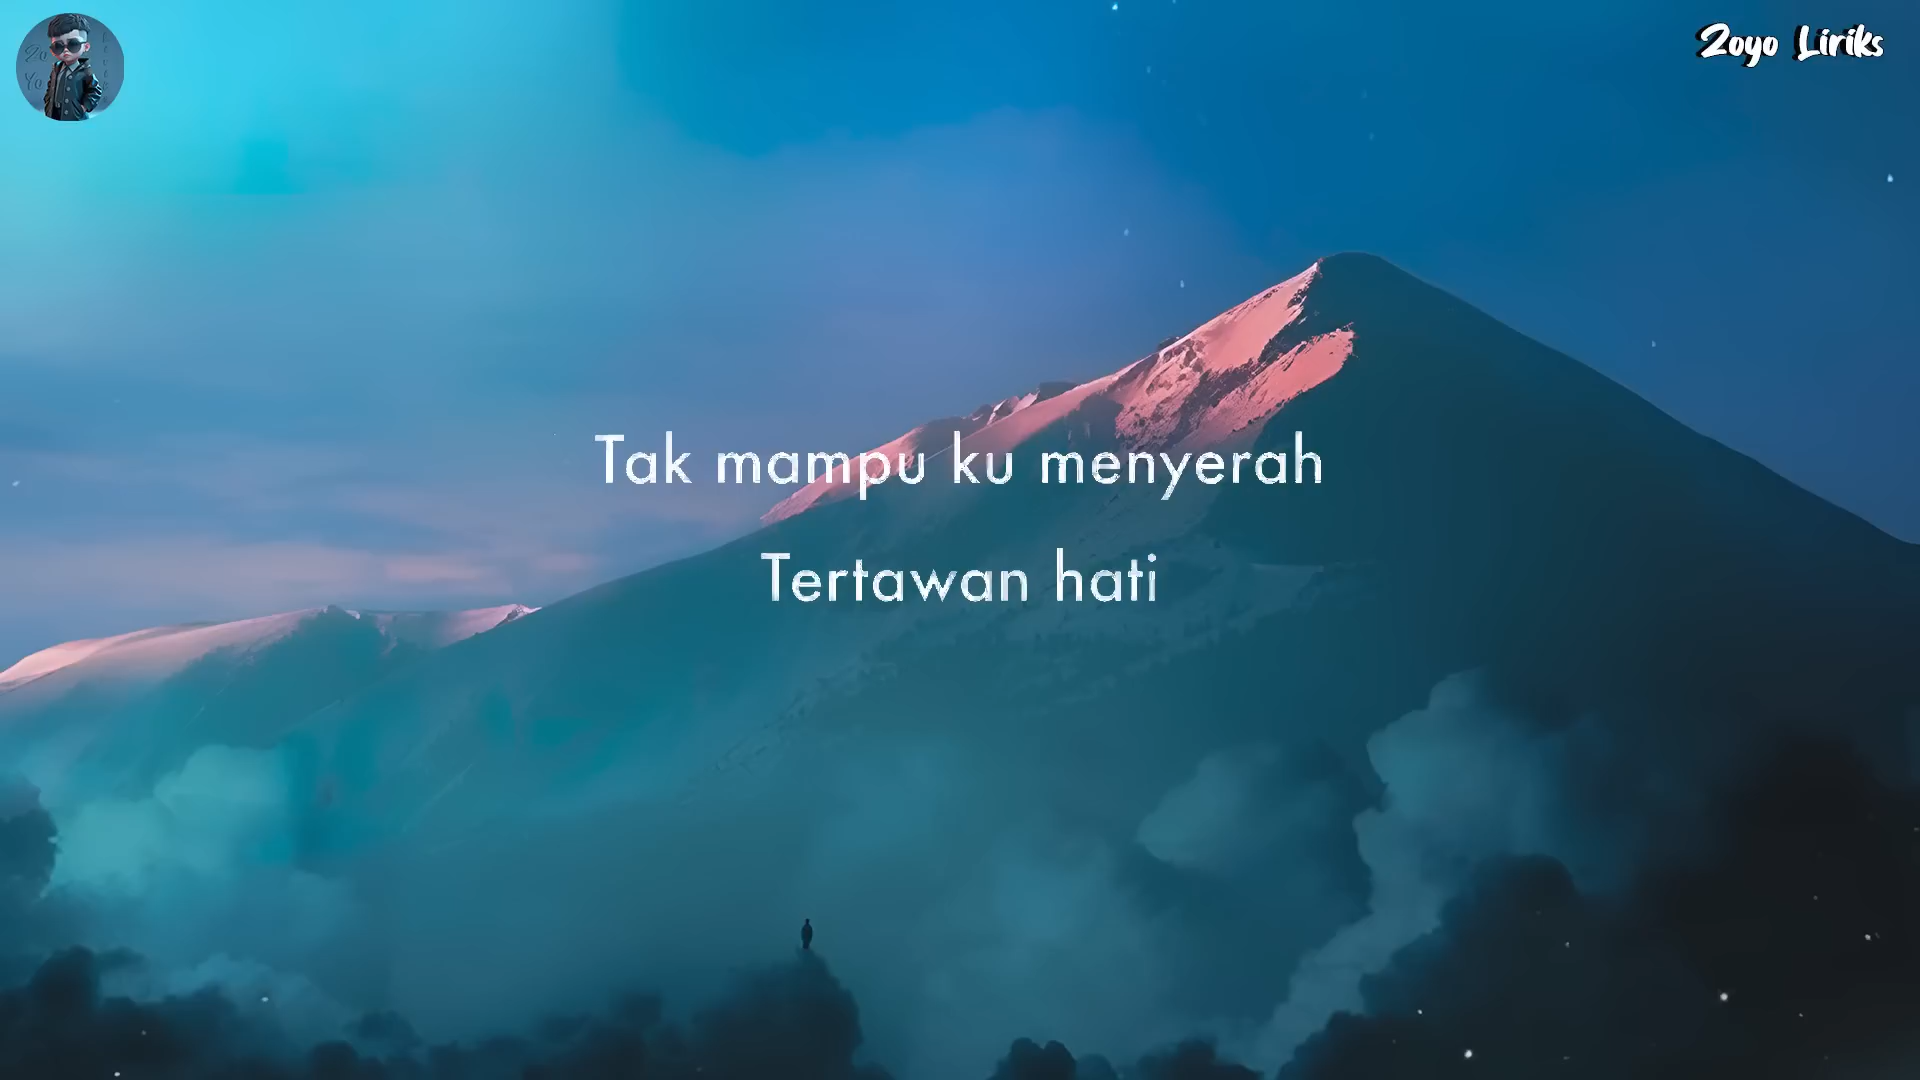 Zoyo Liriks
Tak mampu ku menyerah
Tertawan hati